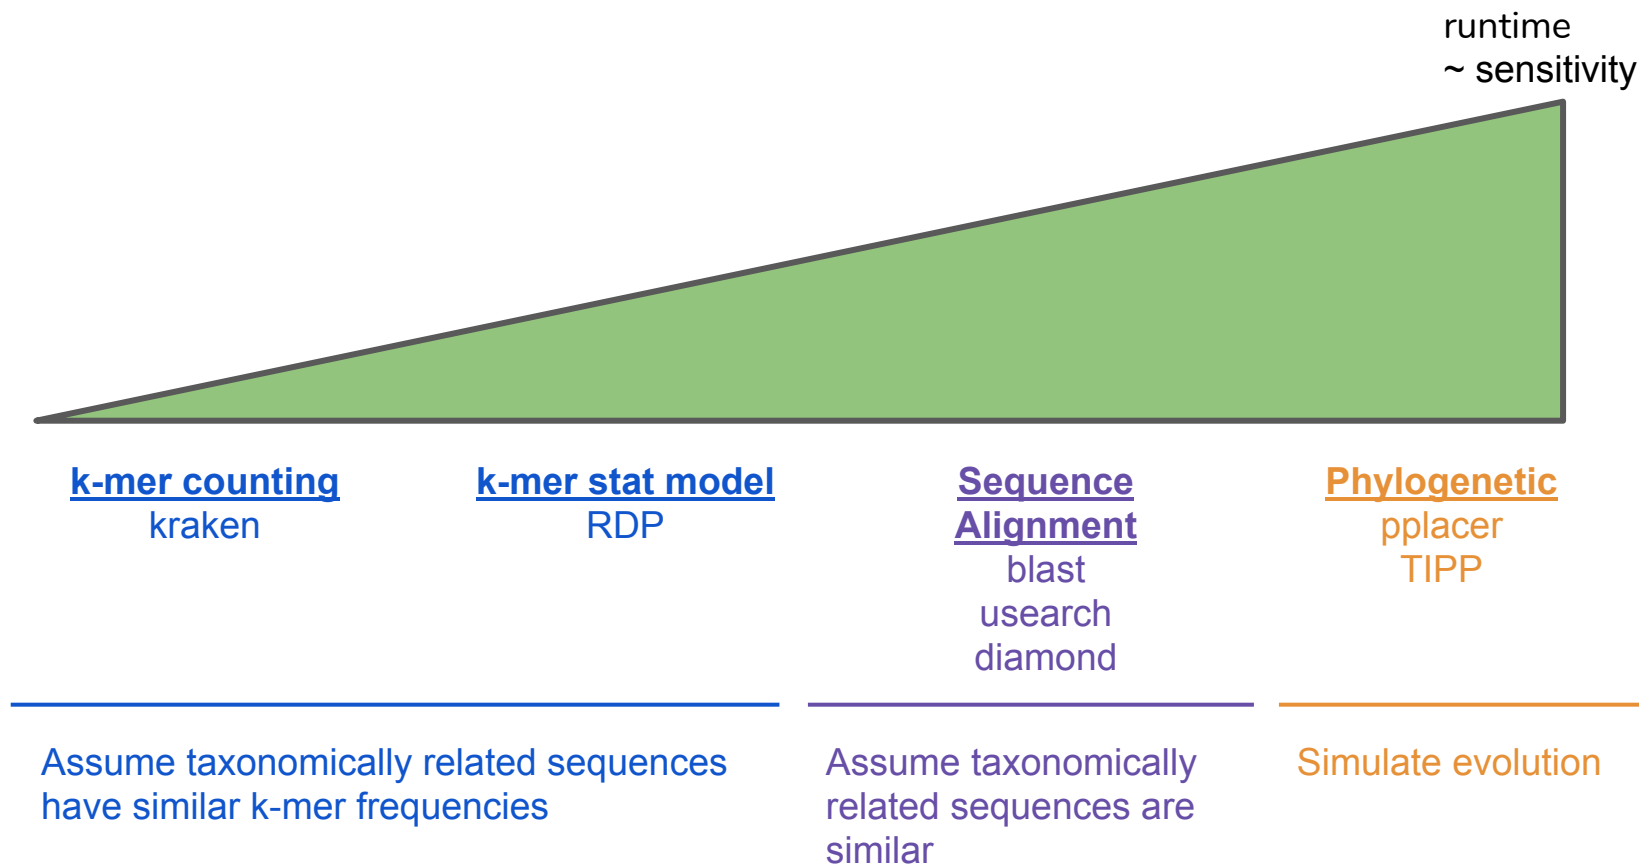 runtime
~ sensitivity
k-mer counting
kraken
k-mer stat model
RDP
Sequence
Alignment
blast
usearch
diamond
Phylogenetic
pplacer
TIPP
Assume taxonomically related sequences
have similar k-mer frequencies
Assume taxonomically
related sequences are
similar
Simulate evolution